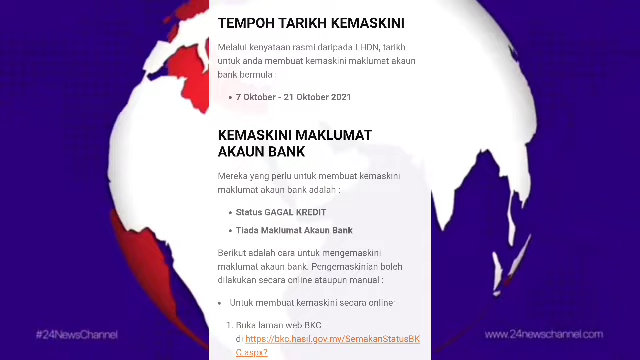 TEMPOH TARIKH KEMASKINI
Melalui kenyataan rasmi daripada LHDN, tarikh
untuk anda membuat kemaskini maklumat akaun
bank bermula :
• 7 Oktober - 21 Oktober 2021
KEMASKINI MAKLUMAT
AKAUN BANK
Mereka yang perlu untuk membuat kemaskini
maklumat akaun bank adalah :
• Status GAGAL KREDIT
• Tiada Maklumat Akaun Bank
Berikut adalah cara untuk mengemaskini
maklumat akaun bank. Pengemaskinian boleh
dilakukan secara online ataupun manual :
• Untuk membuat kemaskini secara online:
1. Buka laman web BKC
di https://bkc.hasil.gov.my/SemakanStatusBK
C.aspx?
#24NewsChannel
www.24newschannel.com